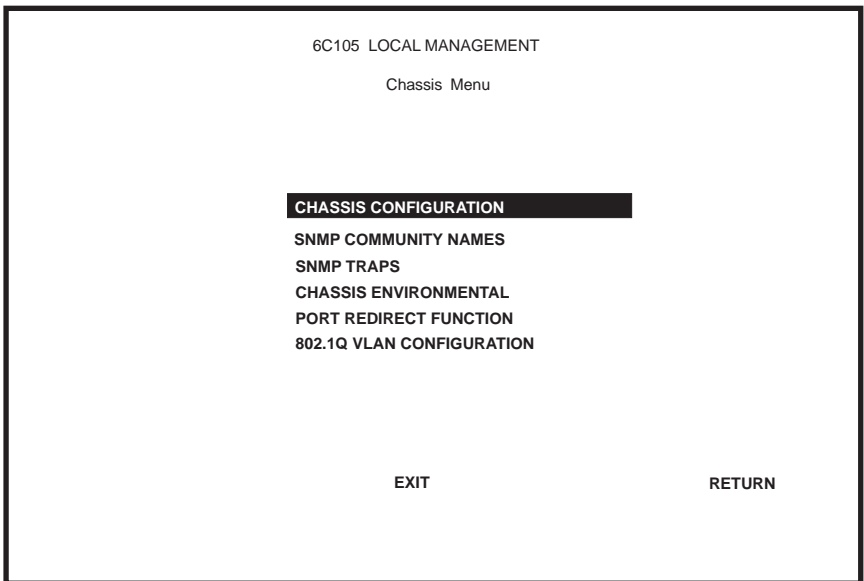 6C105 LOCAL MANAGEMENT
Chassis Menu
CHASSIS CONFIGURATION
SNMP COMMUNITY NAMES
SNMP TRAPS
CHASSIS ENVIRONMENTAL
PORT REDIRECT FUNCTION
802.1Q VLAN CONFIGURATION
EXIT RETURN